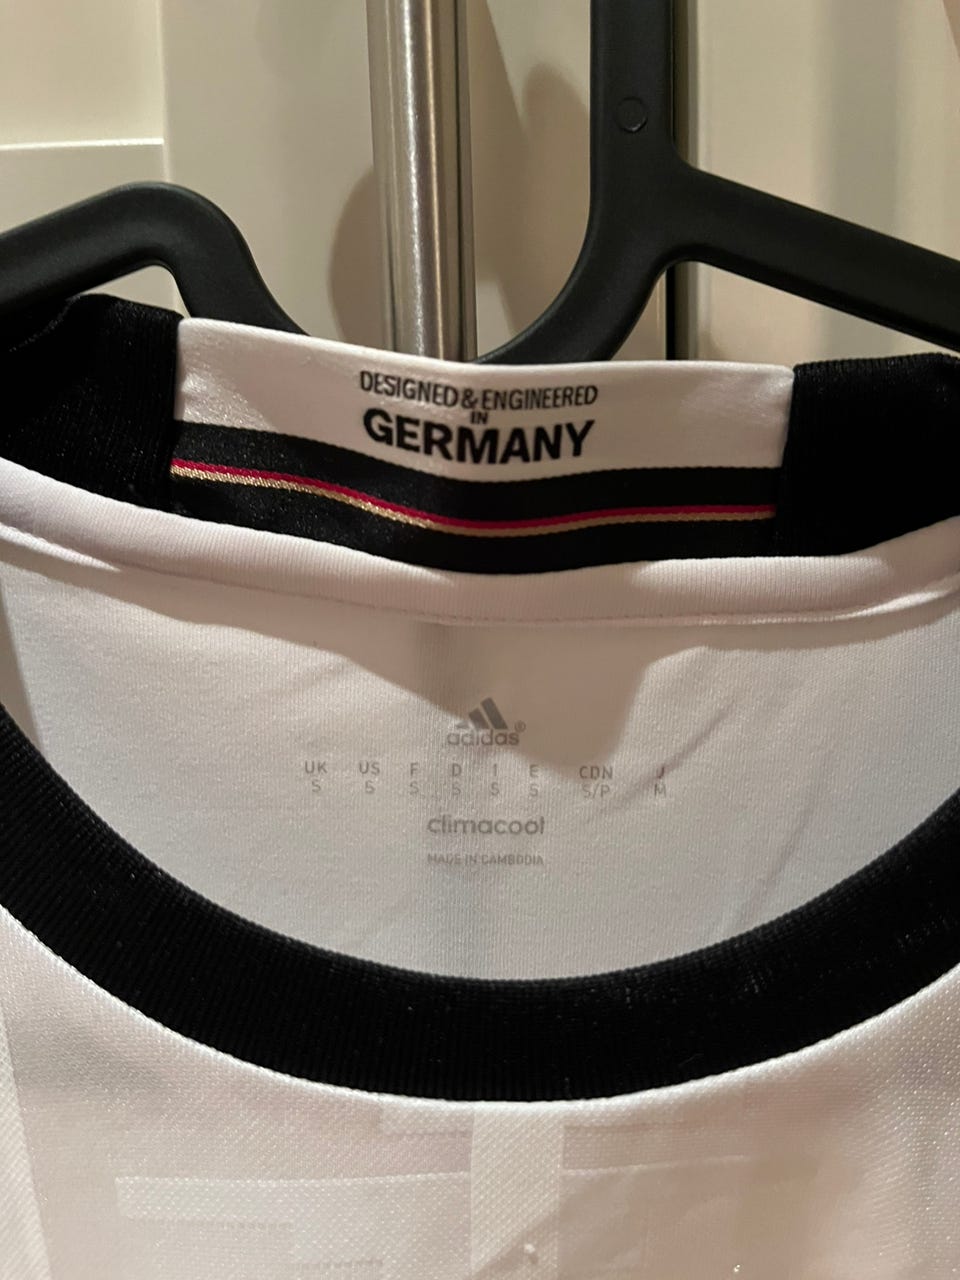 DESIGNED & ENGINEERED
IN
GERMANY
adidas®
UK US F D I E CDN J
S S S S S S S/P M
climacool
MADE IN CAMBODIA